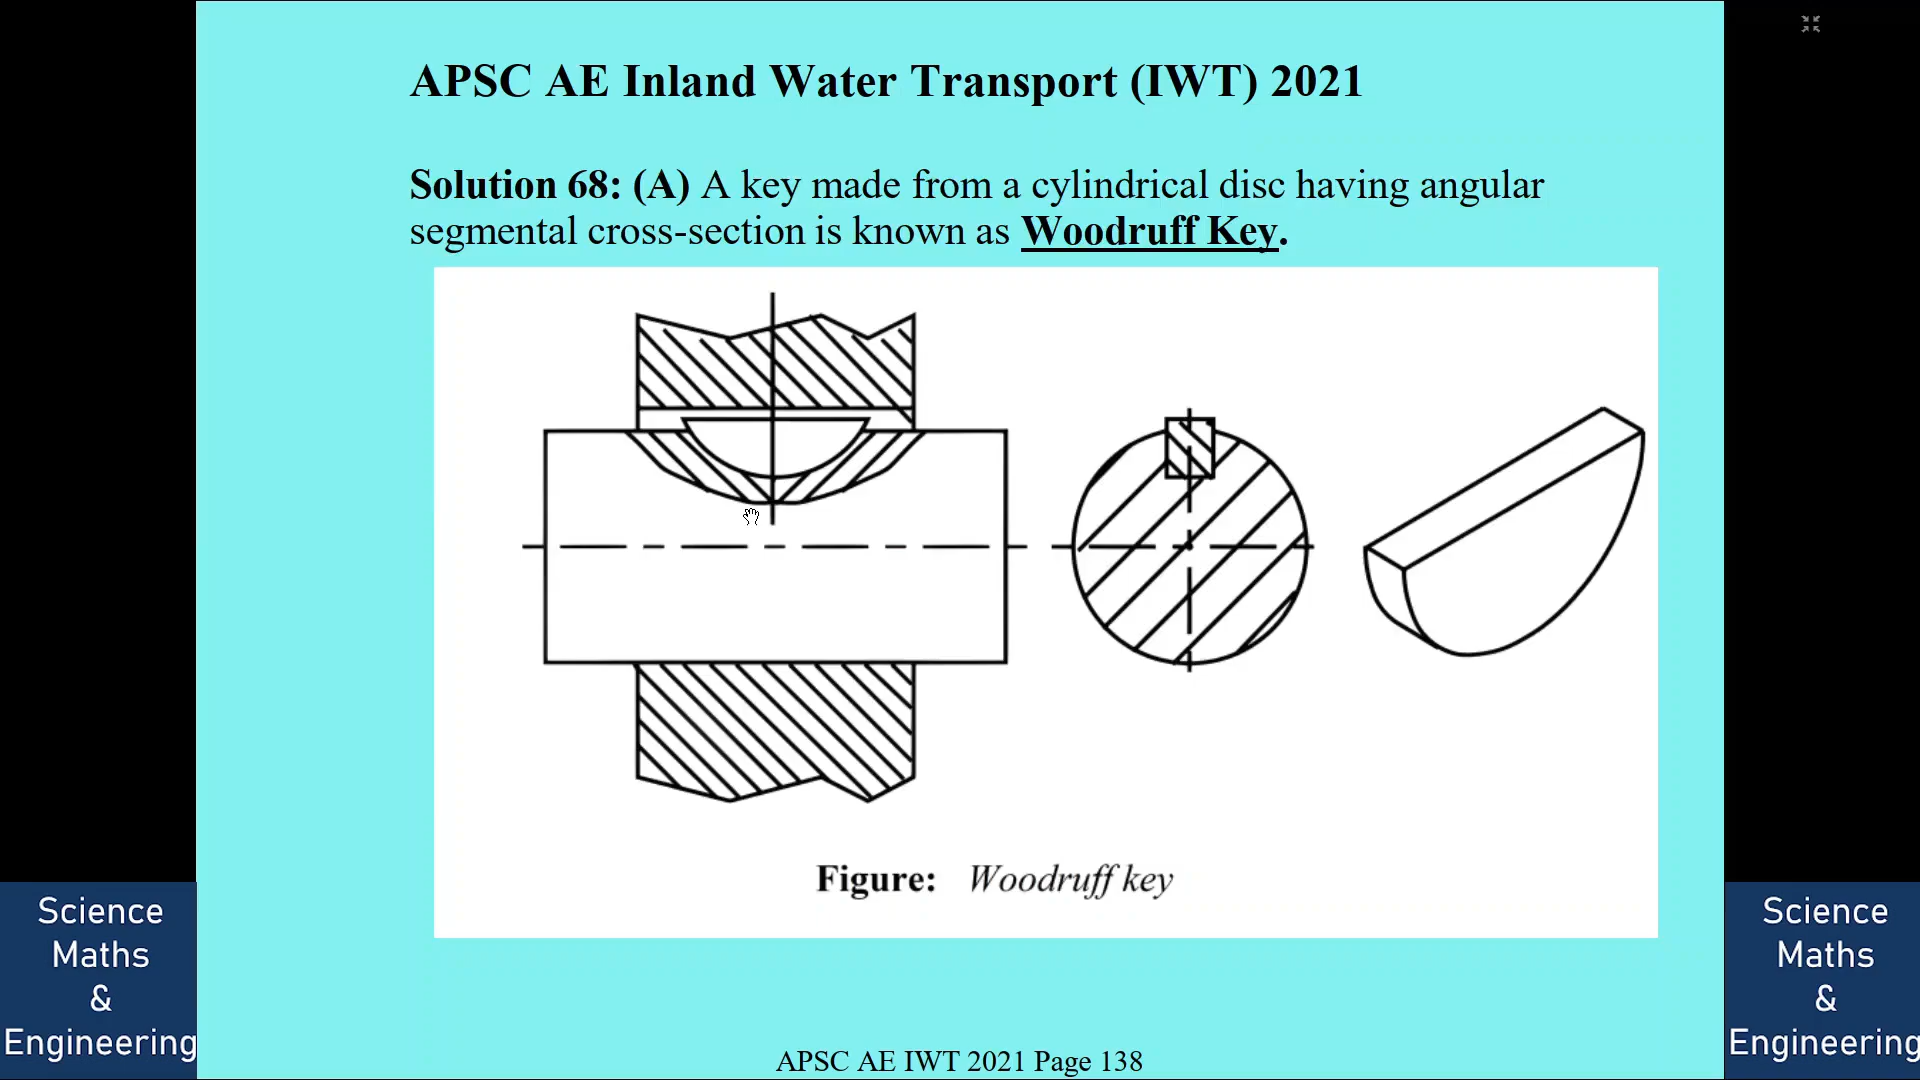 APSC AE Inland Water Transport (IWT) 2021
Solution 68: (A) A key made from a cylindrical disc having angular
segmental cross-section is known as Woodruff Key.
Figure: Woodruff key
Science
Maths
&
Engineering
Science
Maths
&
Engineering
APSC AE IWT 2021 Page 138